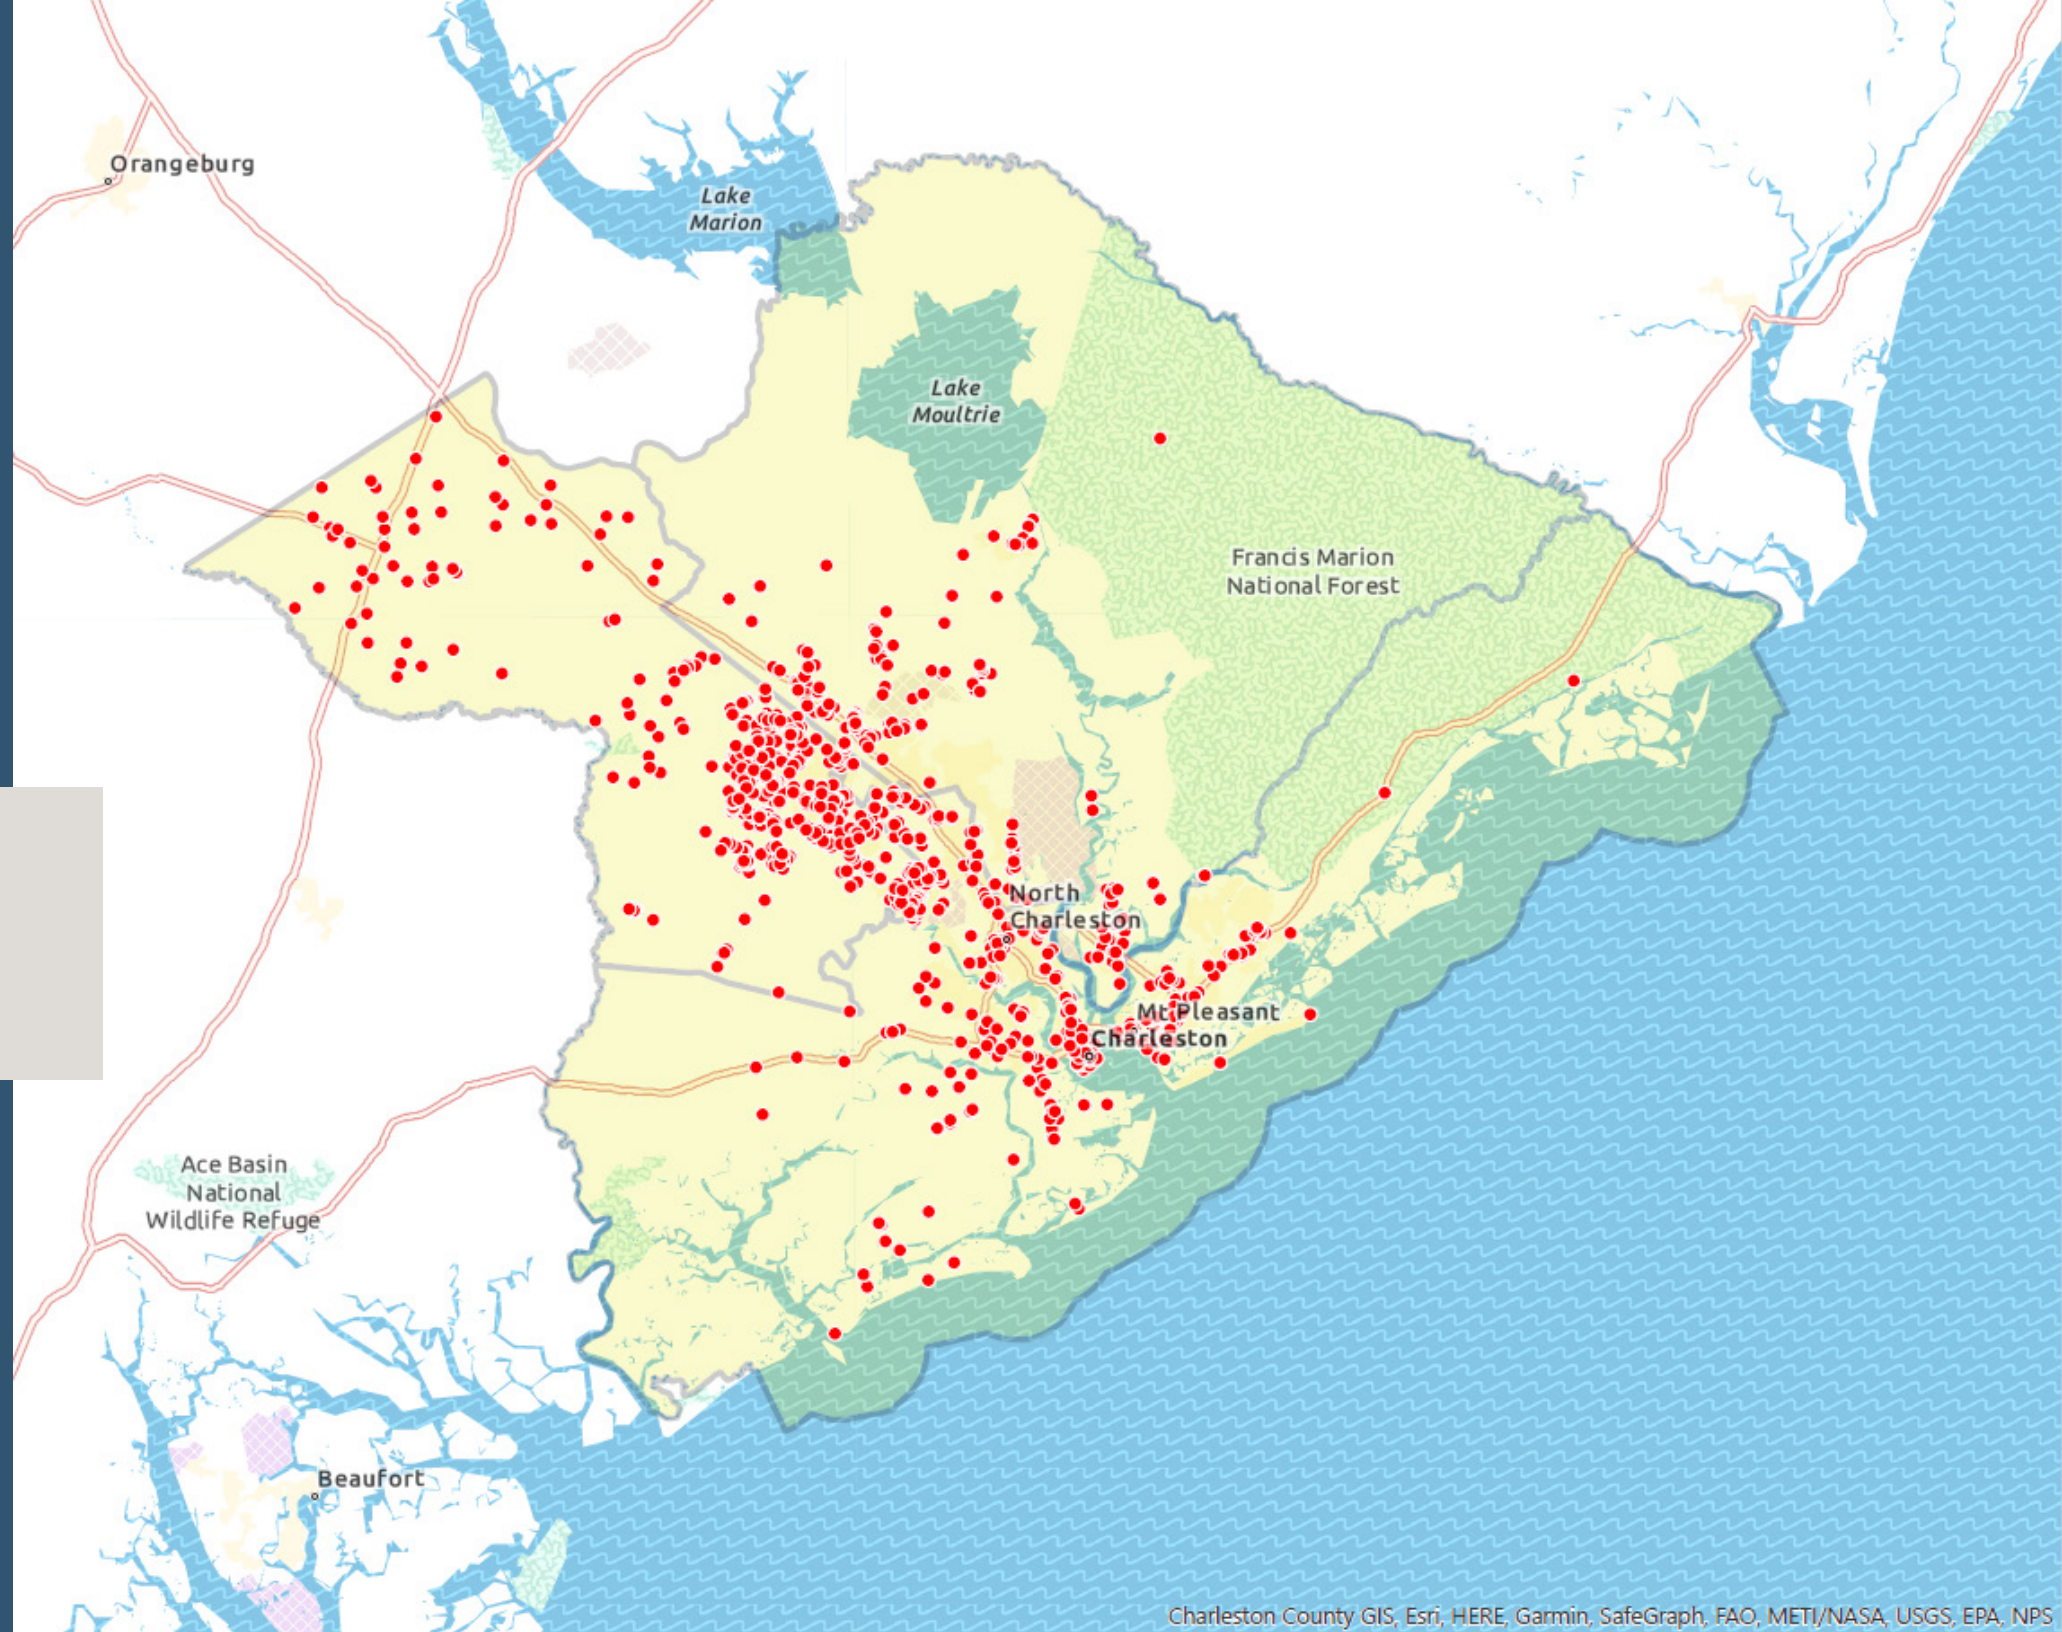 Orangeburg
Lake
Marion
Lake
Moultrie
Francis Marion
National Forest
North
Charleston
Mt Pleasant
Charleston
Ace Basin
National
Wildlife Refuge
Beaufort
Charleston County GIS, Esri, HERE, Garmin, SafeGraph, FAO, METI/NASA, USGS, EPA, NPS